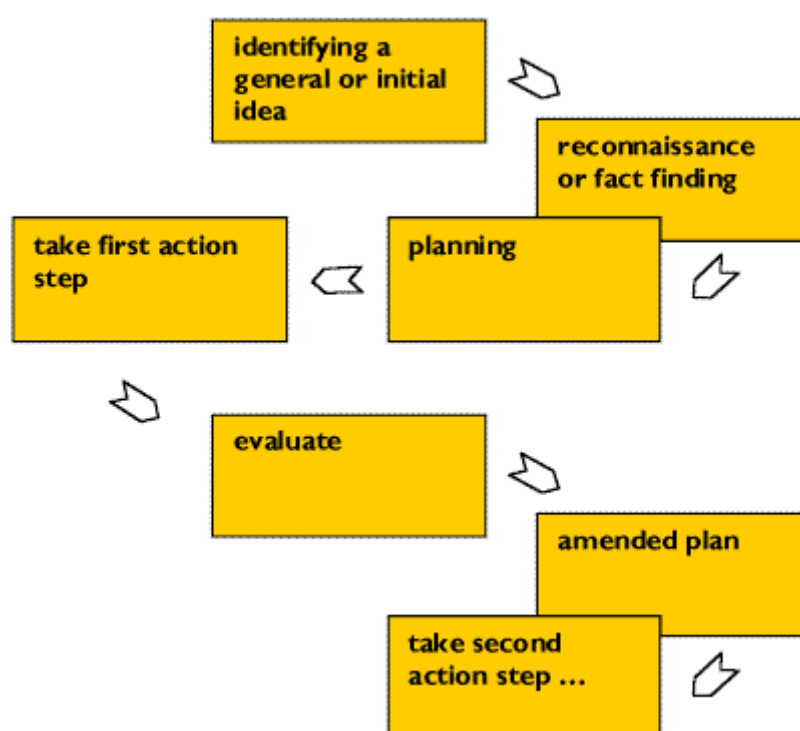 identifying a
general or initial
idea
reconnaissance
or fact finding
planning
take first action
step
evaluate
amended plan
take second
action step ...